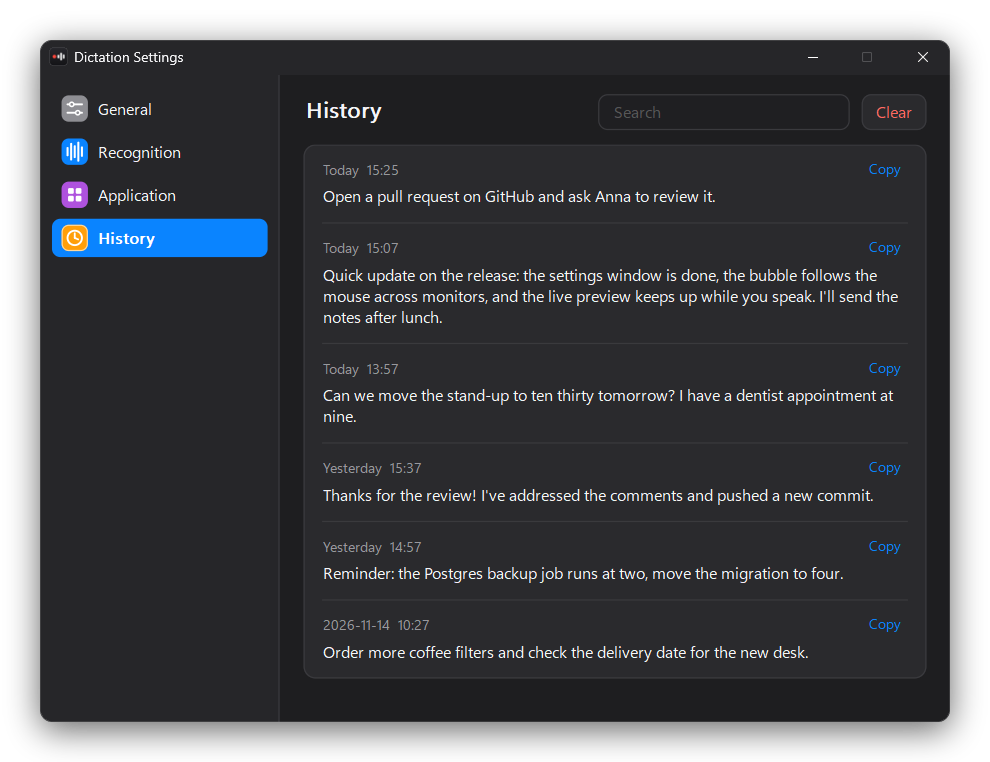 Dictation Settings
General
Recognition
Application
History
History
Search
Clear
Today 15:25
Copy
Open a pull request on GitHub and ask Anna to review it.
Today 15:07
Copy
Quick update on the release: the settings window is done, the bubble follows the
mouse across monitors, and the live preview keeps up while you speak. I'll send the
notes after lunch.
Today 13:57
Copy
Can we move the stand-up to ten thirty tomorrow? I have a dentist appointment at
nine.
Yesterday 15:37
Copy
Thanks for the review! I've addressed the comments and pushed a new commit.
Yesterday 14:57
Copy
Reminder: the Postgres backup job runs at two, move the migration to four.
2026-11-14 10:27
Copy
Order more coffee filters and check the delivery date for the new desk.